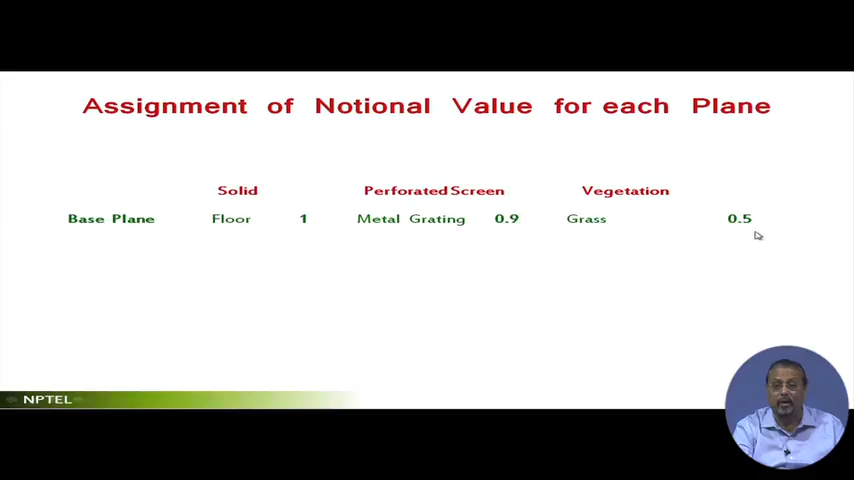 Assignment of Notional Value for each Plane
Solid Perforated Screen Vegetation
Base Plane Floor 1 Metal Grating 0.9 Grass 0.5
NPTEL